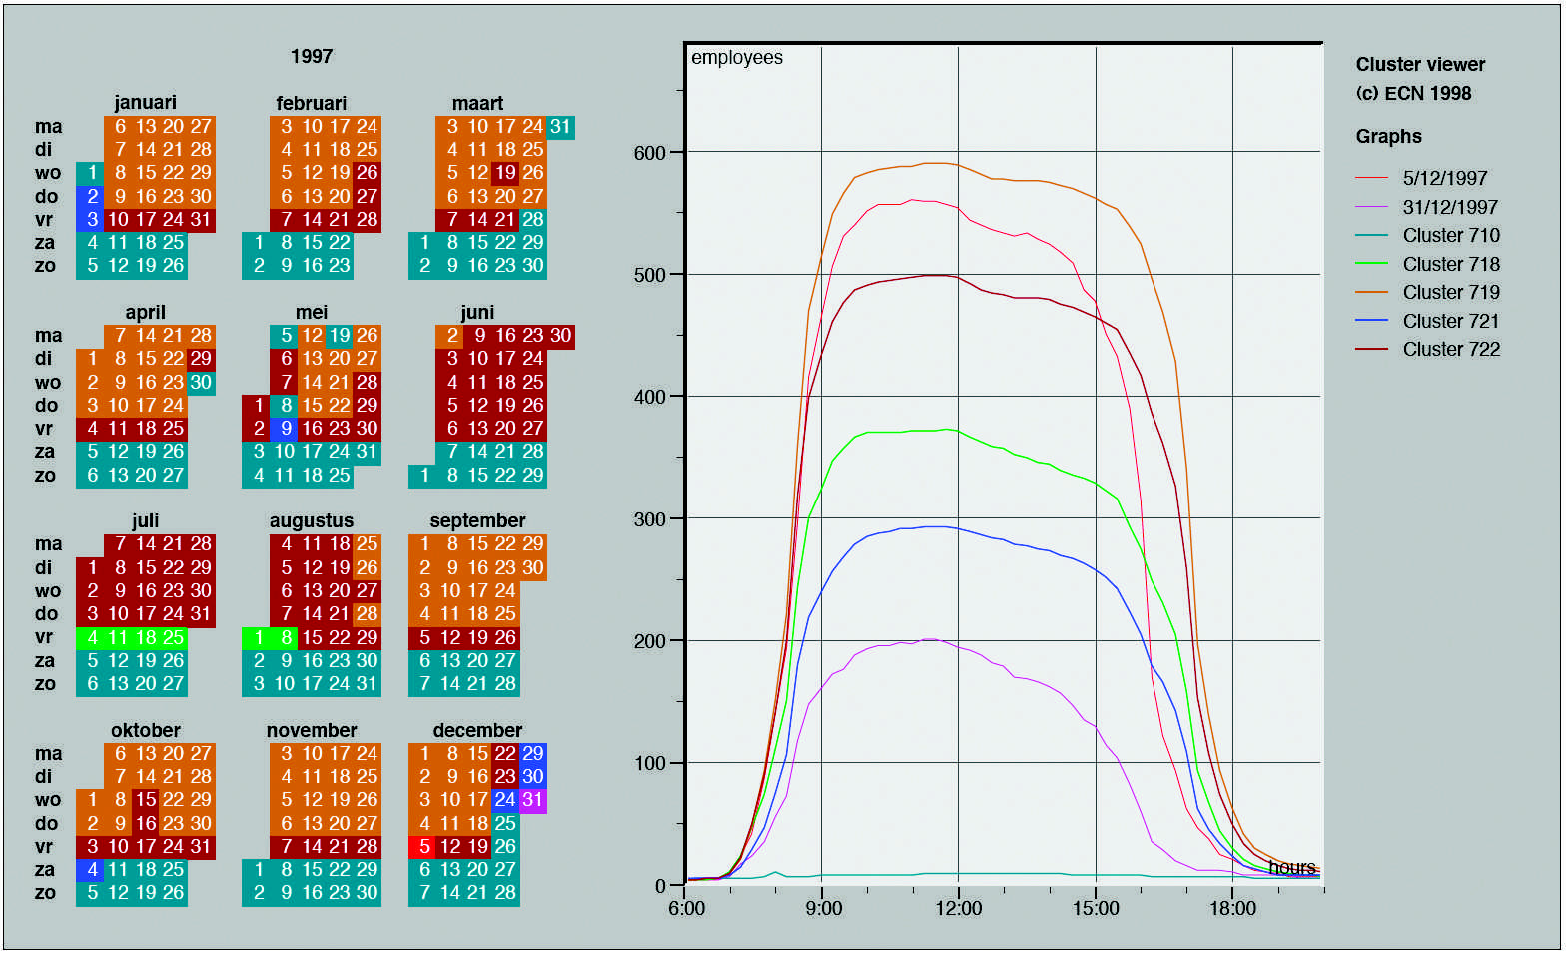 1997
januari februari maart
ma 6 13 20 27 3 10 17 24 3 10 17 24 31
di 7 14 21 28 4 11 18 25 4 11 18 25
wo 1 8 15 22 29 5 12 19 26 5 12 19 26
do 2 9 16 23 30 6 13 20 27 6 13 20 27
vr 3 10 17 24 31 7 14 21 28 7 14 21 28
za 4 11 18 25 1 8 15 22 1 8 15 22 29
zo 5 12 19 26 2 9 16 23 2 9 16 23 30
april mei juni
ma 7 14 21 28 5 12 19 26 2 9 16 23 30
di 1 8 15 22 29 6 13 20 27 3 10 17 24
wo 2 9 16 23 30 7 14 21 28 4 11 18 25
do 3 10 17 24 1 8 15 22 29 5 12 19 26
vr 4 11 18 25 2 9 16 23 30 6 13 20 27
za 5 12 19 26 3 10 17 24 31 7 14 21 28
zo 6 13 20 27 4 11 18 25 1 8 15 22 29
juli augustus september
ma 7 14 21 28 4 11 18 25 1 8 15 22 29
di 1 8 15 22 29 5 12 19 26 2 9 16 23 30
wo 2 9 16 23 30 6 13 20 27 3 10 17 24
do 3 10 17 24 31 7 14 21 28 4 11 18 25
vr 4 11 18 25 1 8 15 22 29 5 12 19 26
za 5 12 19 26 2 9 16 23 30 6 13 20 27
zo 6 13 20 27 3 10 17 24 31 7 14 21 28
oktober november december
ma 6 13 20 27 3 10 17 24 1 8 15 22 29
di 7 14 21 28 4 11 18 25 2 9 16 23 30
wo 1 8 15 22 29 5 12 19 26 3 10 17 24 31
do 2 9 16 23 30 6 13 20 27 4 11 18 25
vr 3 10 17 24 31 7 14 21 28 5 12 19 26
za 4 11 18 25 1 8 15 22 29 6 13 20 27
zo 5 12 19 26 2 9 16 23 30 7 14 21 28
employees
600
500
400
300
200
100
0
hours
6:00 9:00 12:00 15:00 18:00
Cluster viewer
(c) ECN 1998
Graphs
5/12/1997
31/12/1997
Cluster 710
Cluster 718
Cluster 719
Cluster 721
Cluster 722